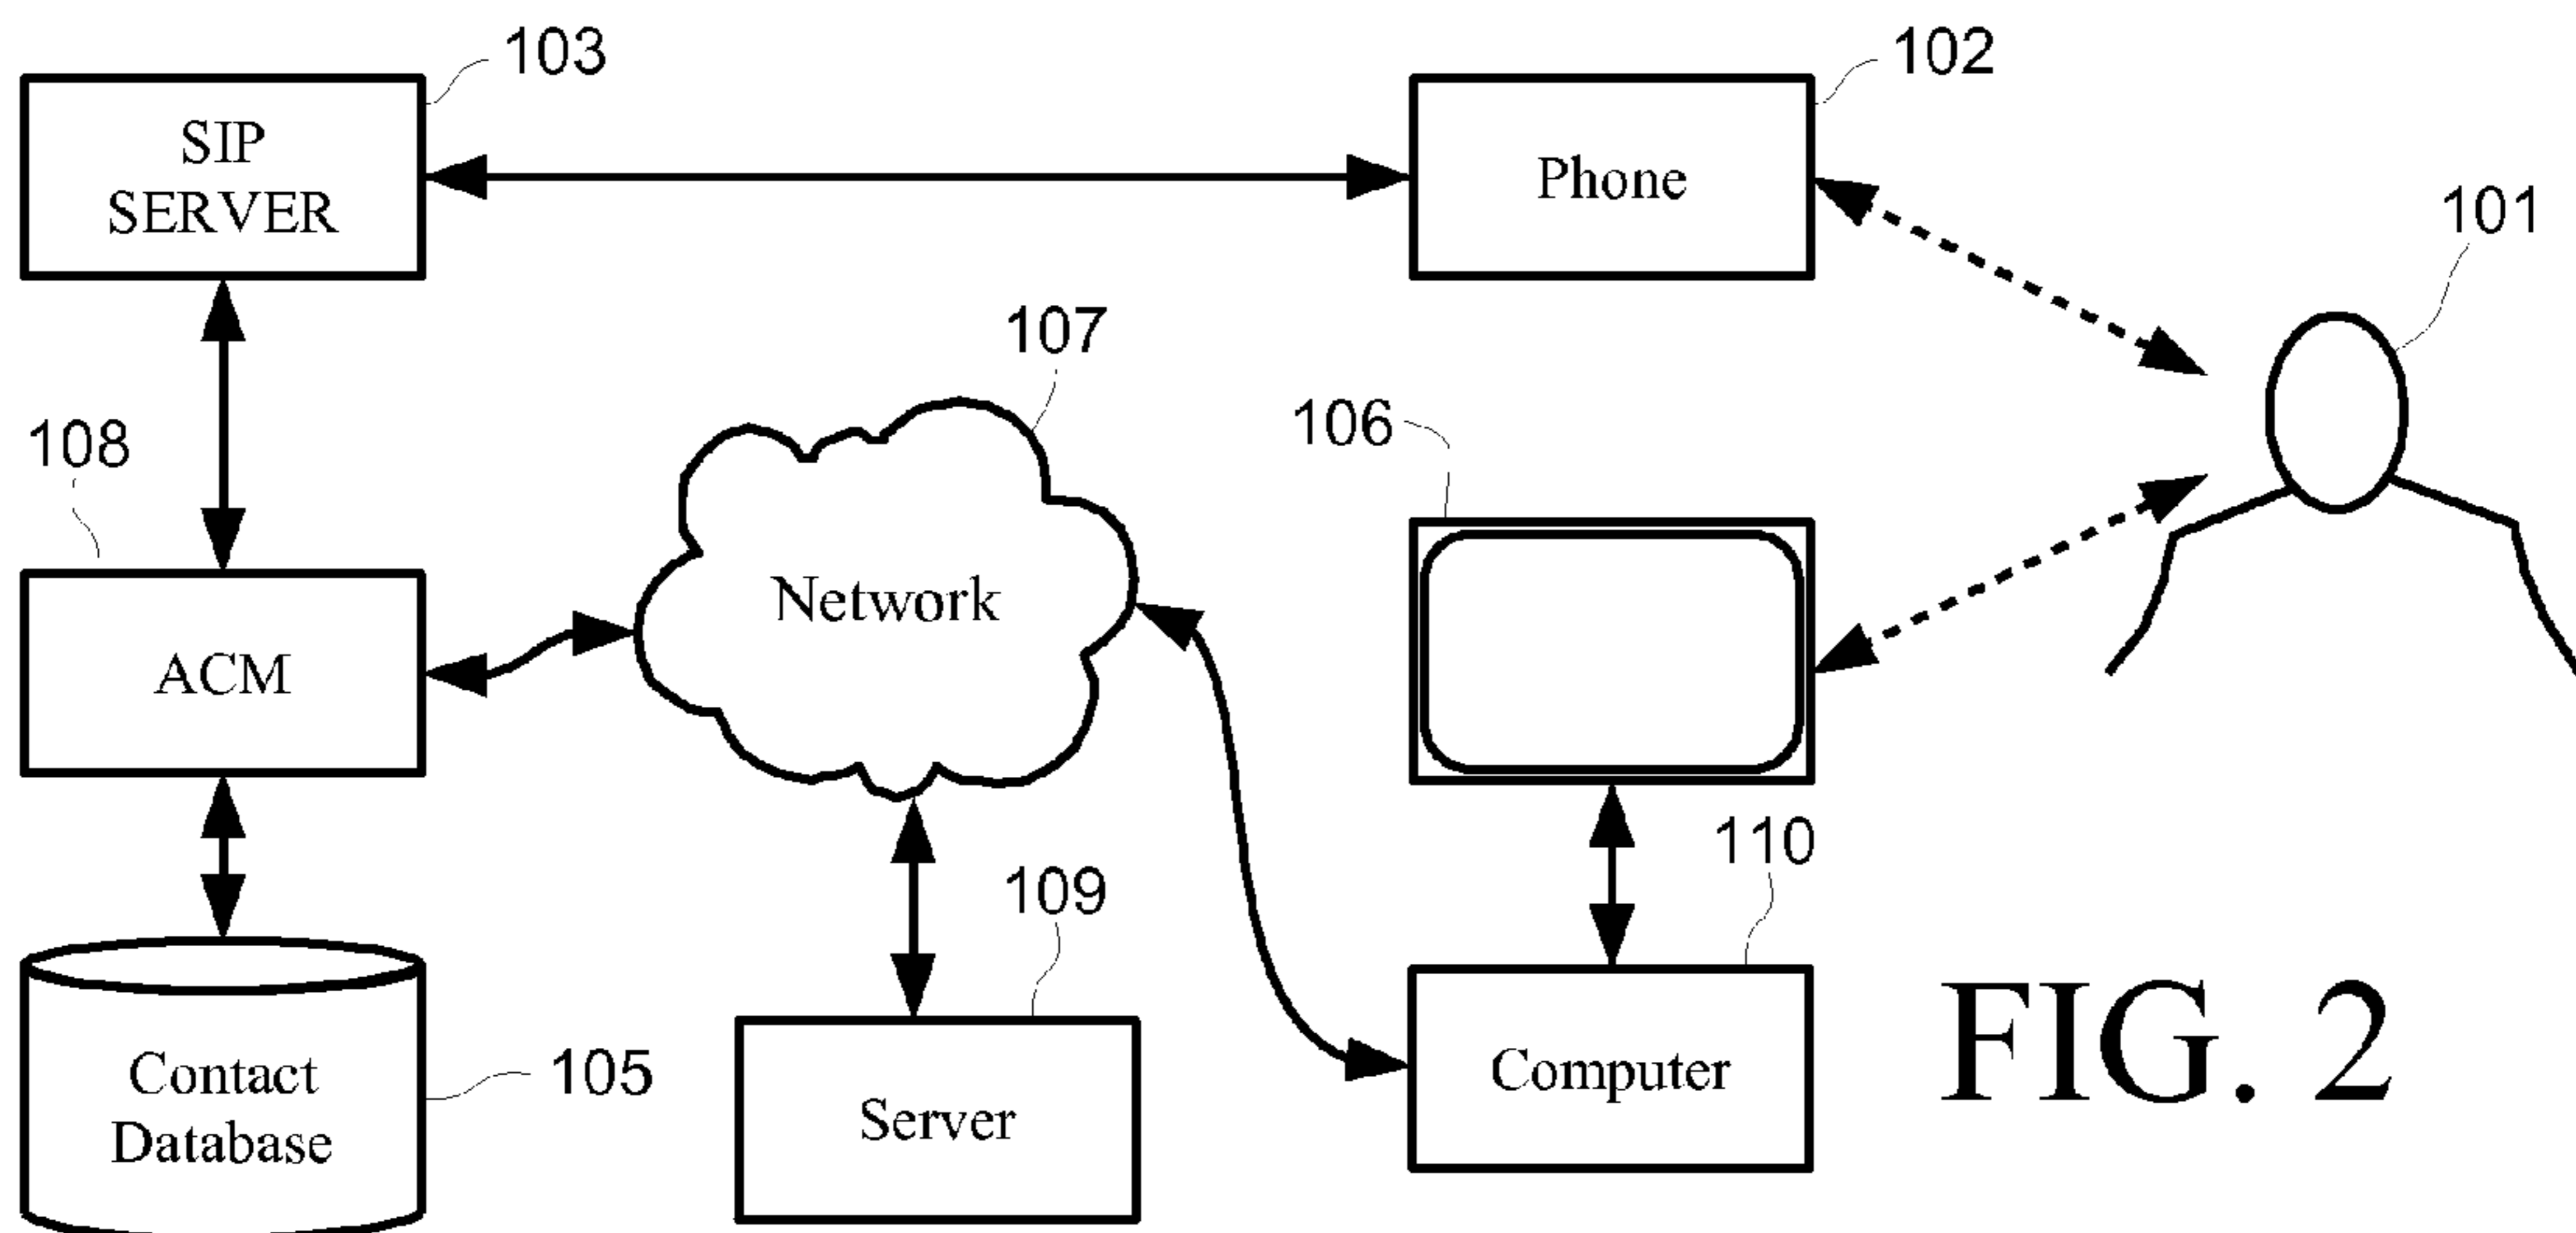 103
102
SIP
SERVER
Phone
101
107
106
108
Network
ACM
110
109
Contact
Database
105
Server
Computer
FIG. 2